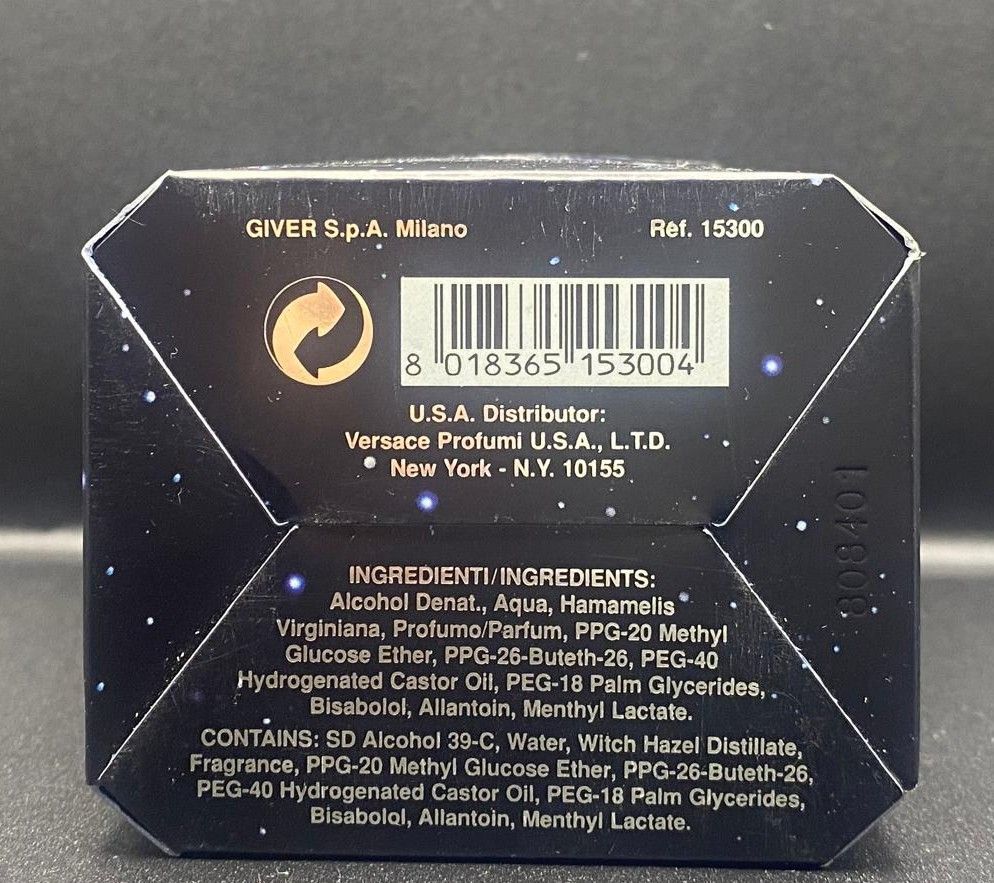 GIVER S.p.A. Milano Ref. 15300
8 018365 153004
U.S.A. Distributor:
Versace Profumi U.S.A., L.T.D.
New York - N.Y. 10155
808401
INGREDIENTI/INGREDIENTS:
Alcohol Denat., Aqua, Hamamelis
Virginiana, Profumo/Parfum, PPG-20 Methyl
Glucose Ether, PPG-26-Buteth-26, PEG-40
Hydrogenated Castor Oil, PEG-18 Palm Glycerides,
Bisabolol, Allantoin, Menthyl Lactate.
CONTAINS: SD Alcohol 39-C, Water, Witch Hazel Distillate,
Fragrance, PPG-20 Methyl Glucose Ether, PPG-26-Buteth-26,
PEG-40 Hydrogenated Castor Oil, PEG-18 Palm Glycerides,
Bisabolol, Allantoin, Menthyl Lactate.